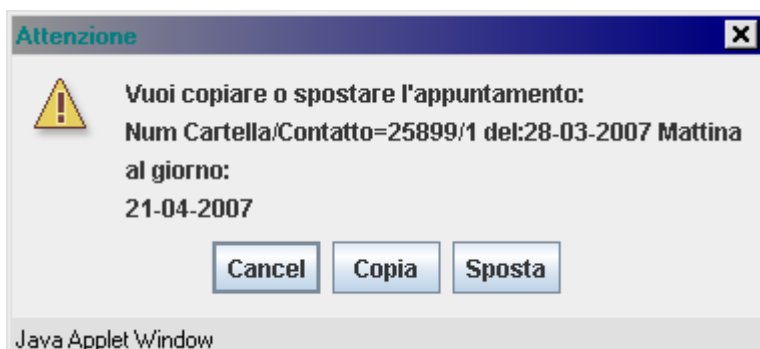 Attenzione
Vuoi copiare o spostare l'appuntamento:
Num Cartella/Contatto=25899/1 del:28-03-2007 Mattina
al giorno:
21-04-2007
Cancel Copia Sposta
Java Applet Window